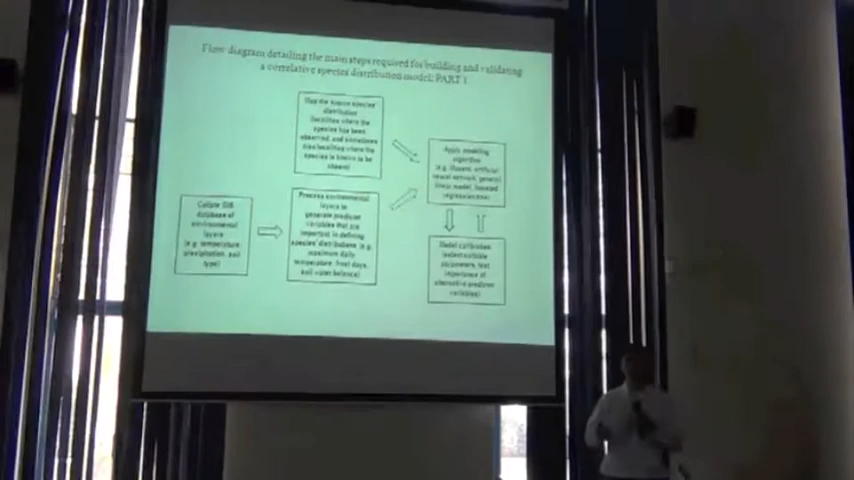 Flow diagram detailing the main steps required for building and validating
a correlative species distribution model: PART 1
Map the known species
distribution
(localities where the
species has been
observed, and sometimes
also localities where the
species is known to be
absent)
Apply modeling
algorithm
(e.g. Maxent, artificial
neural network, general
linear model, boosted
regression tree)
Collate GIS
database of
environmental
layers
(e.g. temperature,
precipitation, soil
type)
Process environmental
layers to
generate predictor
variables that are
important in defining
species' distributions (e.g.
maximum daily
temperature, frost days,
soil water balance)
Model calibration
(select suitable
parameters, test
importance of
alternative predictor
variables)